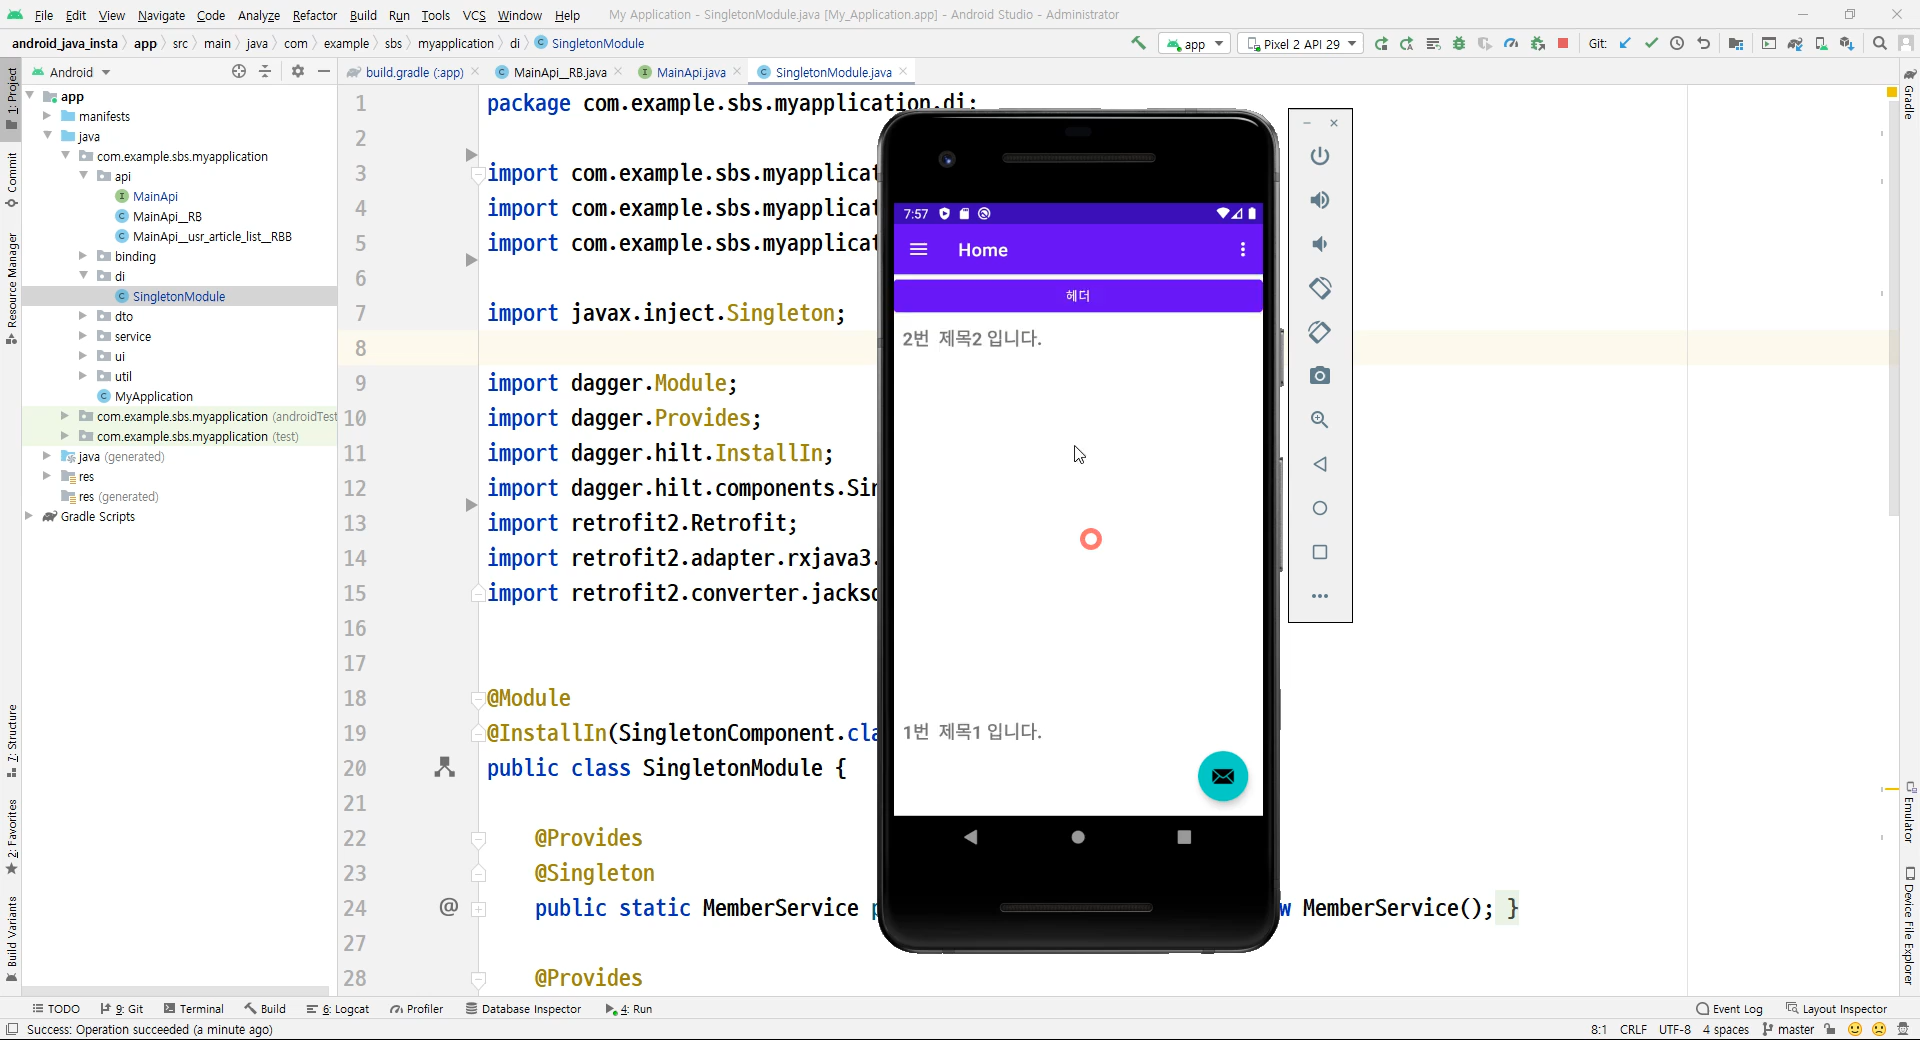 File Edit View Navigate Code Analyze Refactor Build Run Tools VCS Window Help My Application - SingletonModule.java [My_Application.app] - Android Studio - Administrator
android_java_insta app src main java com example sbs myapplication di SingletonModule app Pixel 2 API 29 Git:
Android
build.gradle (:app) MainApi__RB.java MainApi.java SingletonModule.java
1: Project
Commit
Resource Manager
7: Structure
2: Favorites
Build Variants
app
manifests
java
com.example.sbs.myapplication
api
MainApi
MainApi__RB
MainApi__usr_article_list__RBB
binding
di
SingletonModule
dto
service
ui
util
MyApplication
com.example.sbs.myapplication (androidTest
com.example.sbs.myapplication (test)
java (generated)
res
res (generated)
Gradle Scripts
1 package com.example.sbs.myapplication.di;
2
3 import com.example.sbs.myapplicat
4 import com.example.sbs.myapplicat
5 import com.example.sbs.myapplicat
6
7 import javax.inject.Singleton;
8
9 import dagger.Module;
10 import dagger.Provides;
11 import dagger.hilt.InstallIn;
12 import dagger.hilt.components.Sin
13 import retrofit2.Retrofit;
14 import retrofit2.adapter.rxjava3.
15 import retrofit2.converter.jackso
16
17
18 @Module
19 @InstallIn(SingletonComponent.cla
20 public class SingletonModule {
21
22 @Provides
23 @Singleton
24 public static MemberService p w MemberService(); }
27
28 @Provides
7:57
Home
헤더
2번 제목2 입니다.
1번 제목1 입니다.
Gradle
Emulator
Device File Explorer
TODO 9: Git Terminal Build 6: Logcat Profiler Database Inspector 4: Run Event Log Layout Inspector
Success: Operation succeeded (a minute ago) 8:1 CRLF UTF-8 4 spaces master